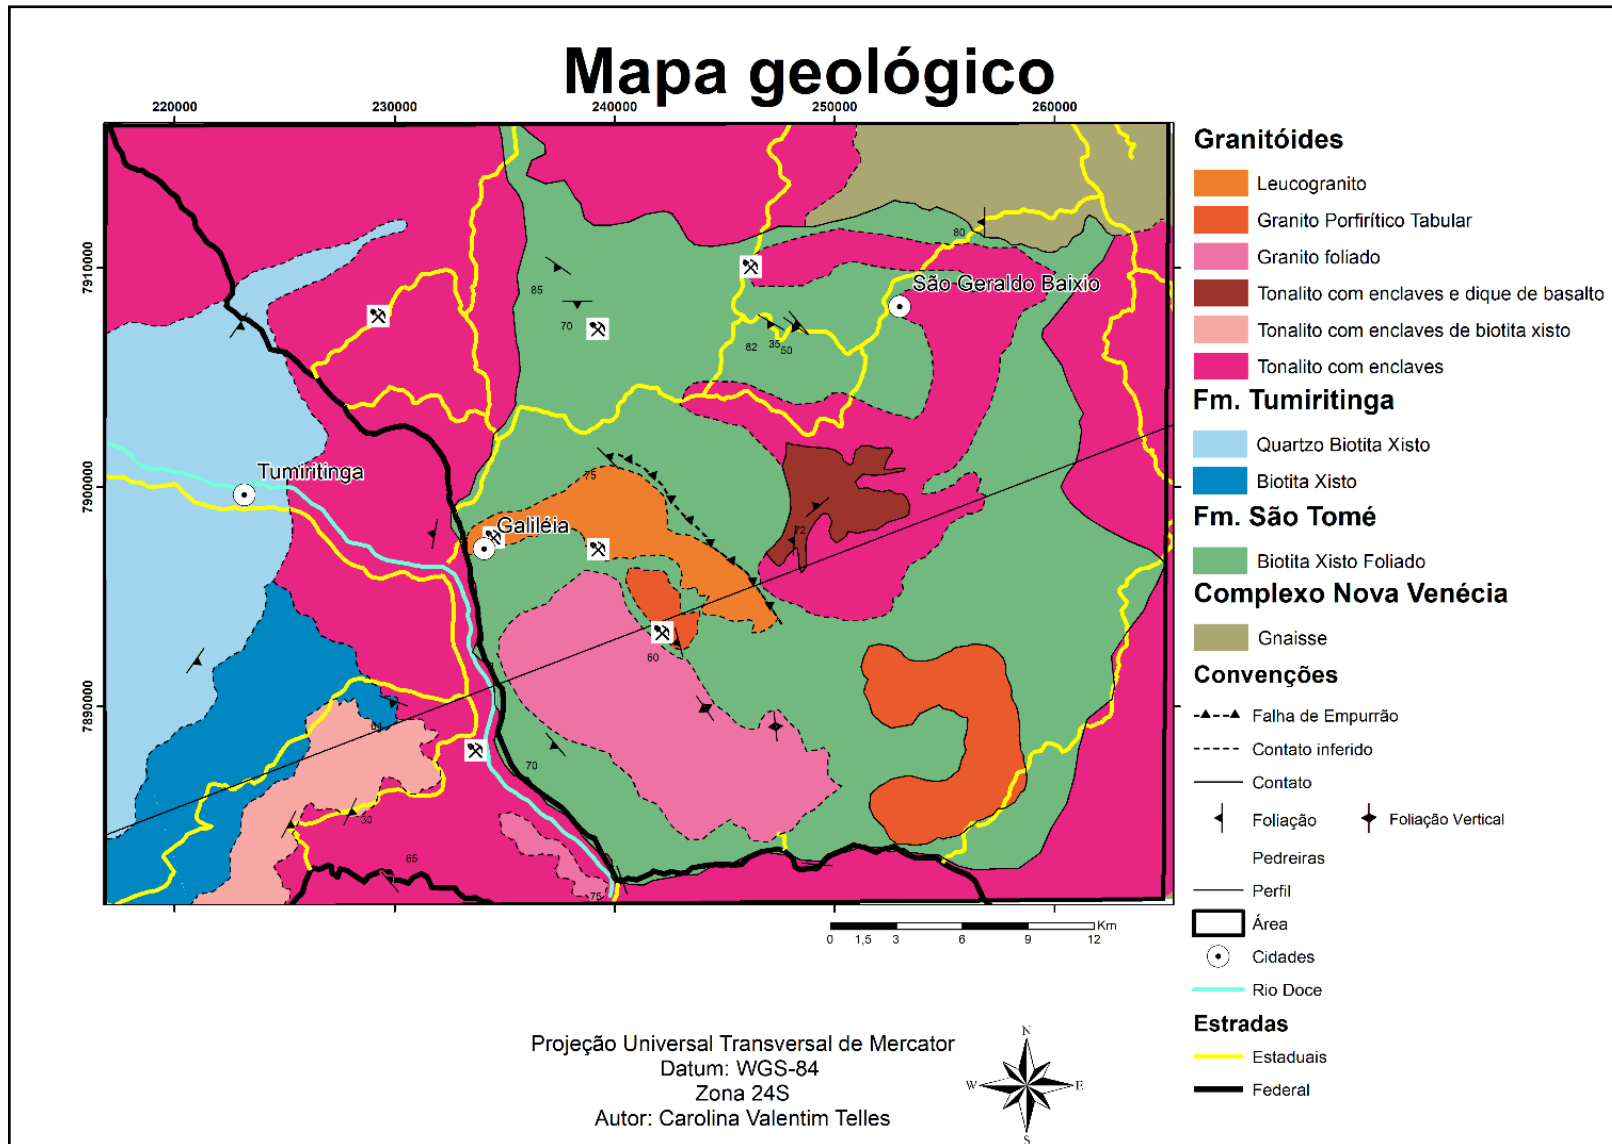 Mapa geológico
220000 230000 240000 250000 260000
7910000
7900000
7890000
São Geraldo Baixio
Tumiritinga
Galiléia
80
85
70
82
35
50
75
72
60
64
70
33
65
75
Km
0 1,5 3 6 9 12
Projeção Universal Transversal de Mercator
Datum: WGS-84
Zona 24S
Autor: Carolina Valentim Telles
N
W E
S
Granitóides
Leucogranito
Granito Porfirítico Tabular
Granito foliado
Tonalito com enclaves e dique de basalto
Tonalito com enclaves de biotita xisto
Tonalito com enclaves
Fm. Tumiritinga
Quartzo Biotita Xisto
Biotita Xisto
Fm. São Tomé
Biotita Xisto Foliado
Complexo Nova Venécia
Gnaisse
Convenções
Falha de Empurrão
Contato inferido
Contato
Foliação Foliação Vertical
Pedreiras
Perfil
Área
Cidades
Rio Doce
Estradas
Estaduais
Federal